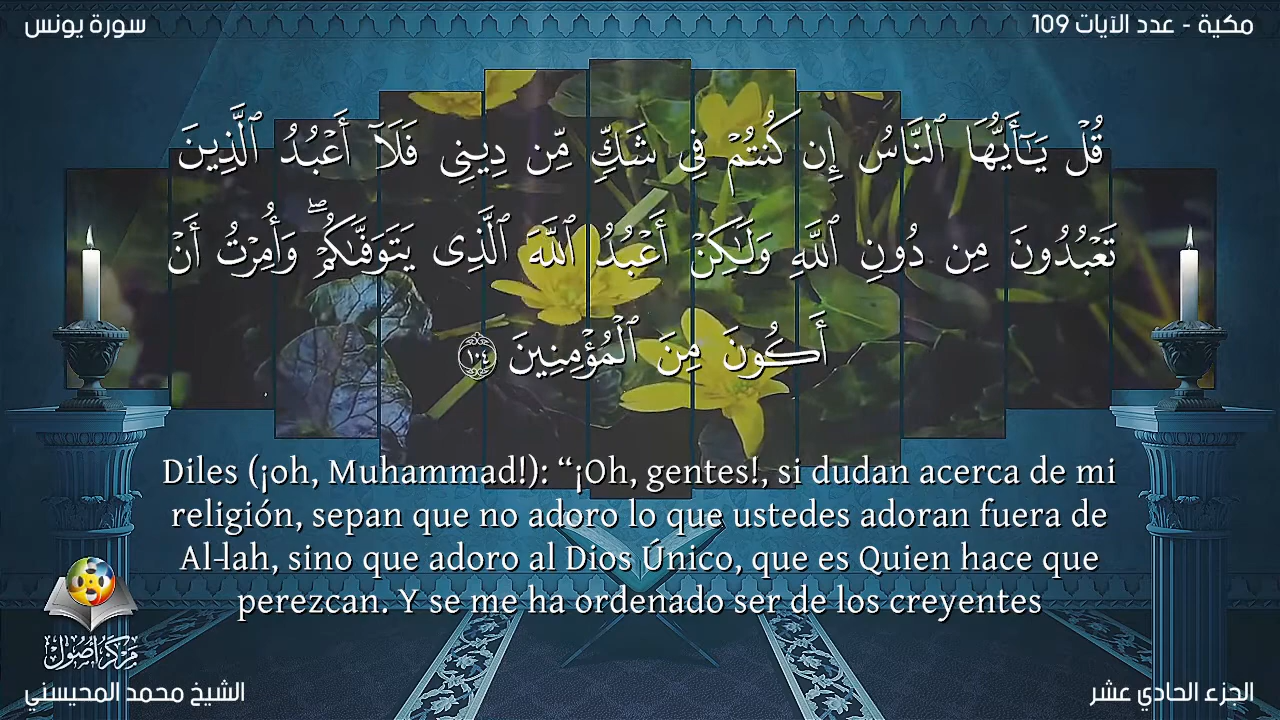 سورة يونس
مكية - عدد الآيات 109
قُلْ يَـٰٓأَيُّهَا ٱلنَّاسُ إِن كُنتُمْ فِى شَكٍّ مِّن دِينِى فَلَآ أَعْبُدُ ٱلَّذِينَ
تَعْبُدُونَ مِن دُونِ ٱللَّهِ وَلَـٰكِنْ أَعْبُدُ ٱللَّهَ ٱلَّذِى يَتَوَفَّىٰكُمْ ۖ وَأُمِرْتُ أَنْ
أَكُونَ مِنَ ٱلْمُؤْمِنِينَ ١٠٤
Diles (¡oh, Muhammad!): “¡Oh, gentes!, si dudan acerca de mi
religión, sepan que no adoro lo que ustedes adoran fuera de
Al-lah, sino que adoro al Dios Único, que es Quien hace que
perezcan. Y se me ha ordenado ser de los creyentes
مركز أصول
الشيخ محمد المحيسني
الجزء الحادي عشر